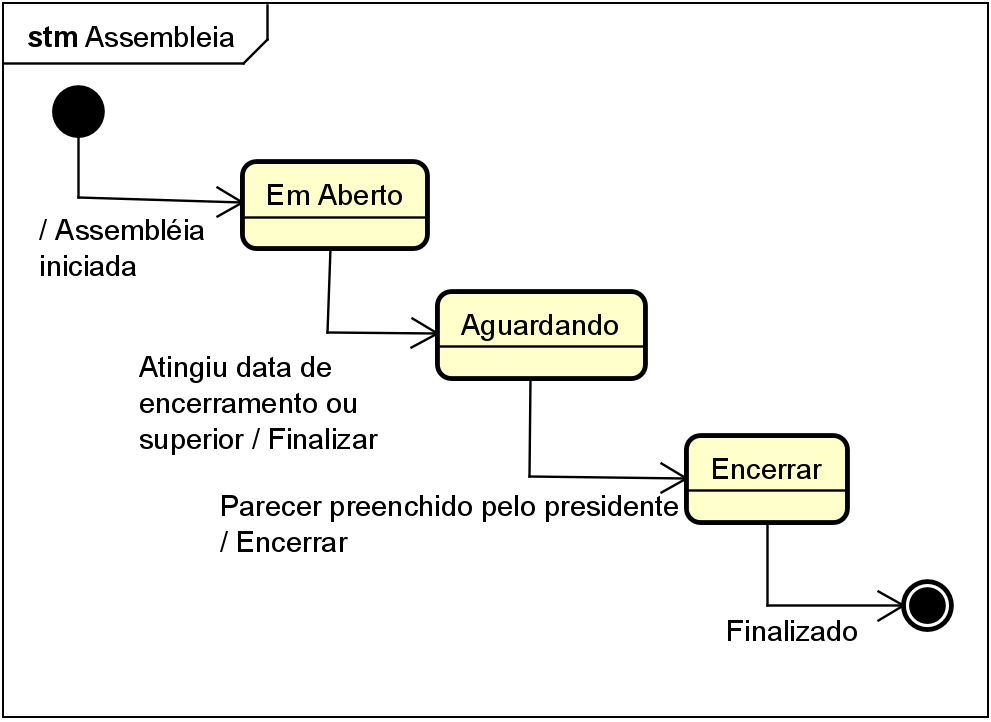 stm Assembleia
Em Aberto
/ Assembléia
iniciada
Aguardando
Atingiu data de
encerramento ou
superior / Finalizar
Encerrar
Parecer preenchido pelo presidente
/ Encerrar
Finalizado